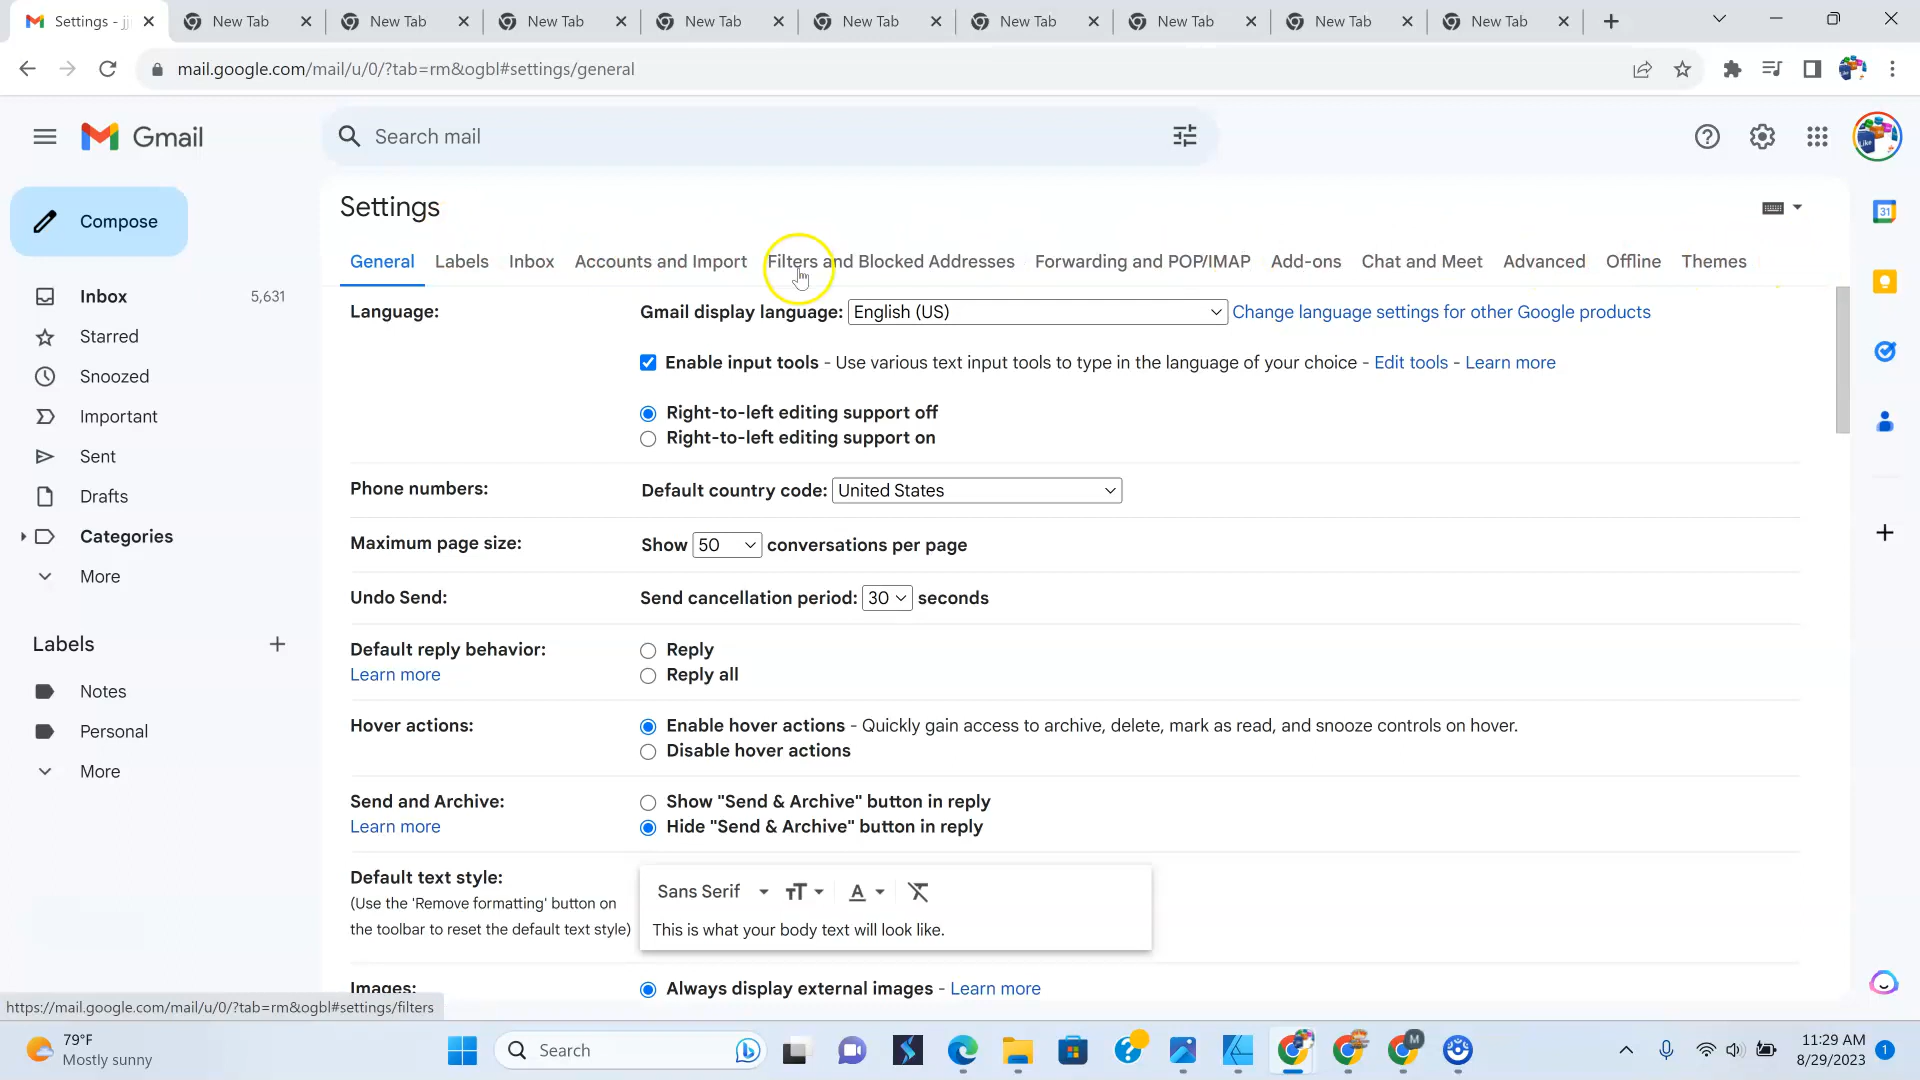 Settings - jj
New Tab
New Tab
New Tab
New Tab
New Tab
New Tab
New Tab
New Tab
New Tab
mail.google.com/mail/u/0/?tab=rm&ogbl#settings/general
Gmail
Search mail
Compose
Inbox 5,631
Starred
Snoozed
Important
Sent
Drafts
Categories
More
Labels
Notes
Personal
More
Settings
General Labels Inbox Accounts and Import Filters and Blocked Addresses Forwarding and POP/IMAP Add-ons Chat and Meet Advanced Offline Themes
Language: Gmail display language: English (US) Change language settings for other Google products
Enable input tools - Use various text input tools to type in the language of your choice - Edit tools - Learn more
Right-to-left editing support off
Right-to-left editing support on
Phone numbers: Default country code: United States
Maximum page size: Show 50 conversations per page
Undo Send: Send cancellation period: 30 seconds
Default reply behavior: Reply
Learn more Reply all
Hover actions: Enable hover actions - Quickly gain access to archive, delete, mark as read, and snooze controls on hover.
Disable hover actions
Send and Archive: Show "Send & Archive" button in reply
Learn more Hide "Send & Archive" button in reply
Default text style: Sans Serif
(Use the 'Remove formatting' button on
the toolbar to reset the default text style) This is what your body text will look like.
Images: Always display external images - Learn more
https://mail.google.com/mail/u/0/?tab=rm&ogbl#settings/filters
31
79°F
Mostly sunny
Search
M
11:29 AM
8/29/2023
1